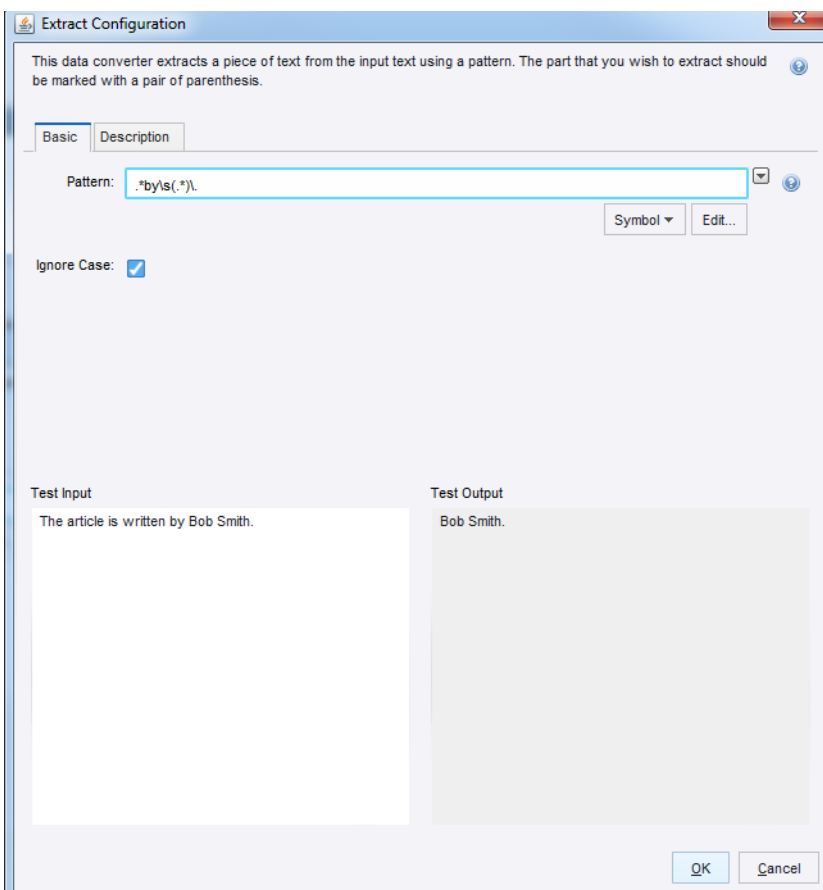 Extract Configuration
This data converter extracts a piece of text from the input text using a pattern. The part that you wish to extract should
be marked with a pair of parenthesis.
Basic Description
Pattern: .*by\s(.*)\.
Symbol Edit...
Ignore Case:
Test Input Test Output
The article is written by Bob Smith. Bob Smith.
OK Cancel